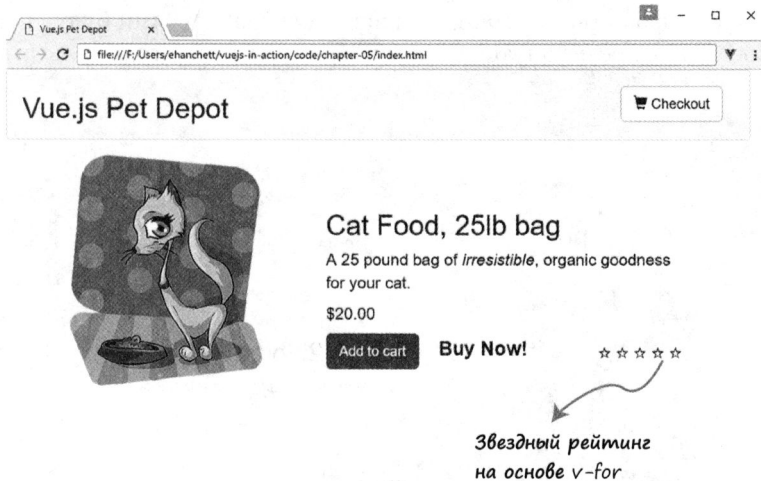 Vuejs Pet Depot
file:///F:/Users/ehanchett/vuejs-in-action/code/chapter-05/index.html
Vue.js Pet Depot
Checkout
Cat Food, 25lb bag
A 25 pound bag of irresistible, organic goodness
for your cat.
$20.00
Add to cart
Buy Now!
Звездный рейтинг
на основе v-for